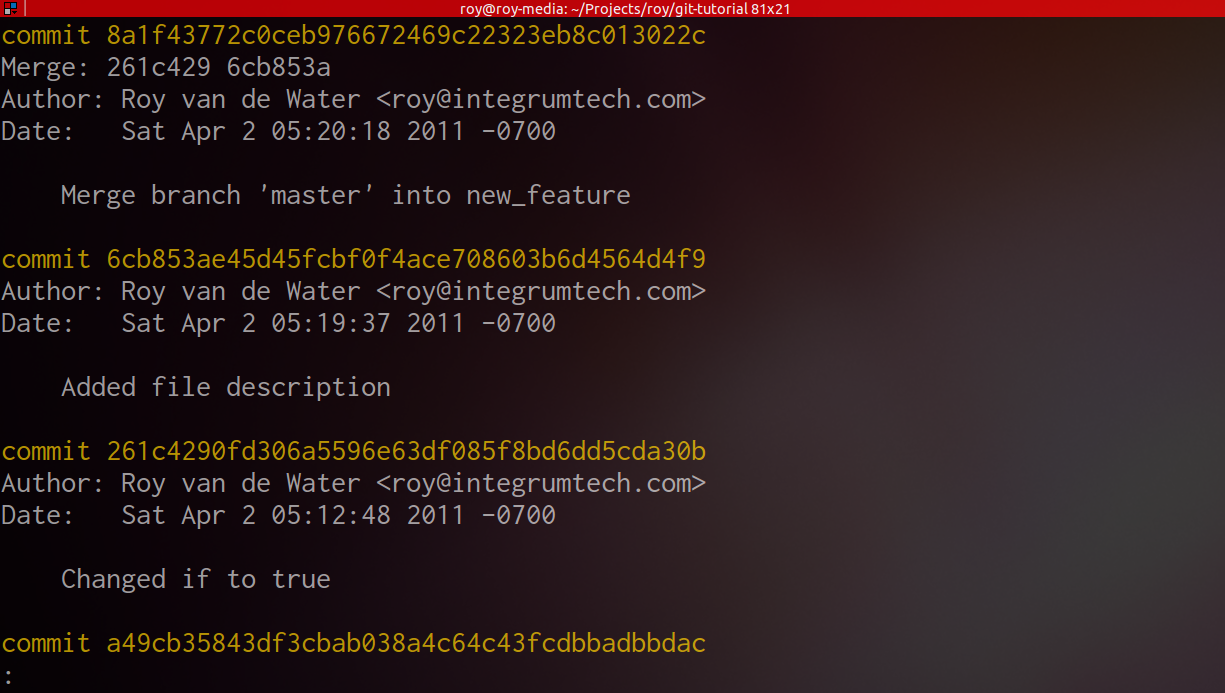 roy@roy-media: ~/Projects/roy/git-tutorial 81x21
commit 8a1f43772c0ceb976672469c22323eb8c013022c
Merge: 261c429 6cb853a
Author: Roy van de Water <roy@integrumtech.com>
Date:   Sat Apr 2 05:20:18 2011 -0700
    Merge branch 'master' into new_feature
commit 6cb853ae45d45fcbf0f4ace708603b6d4564d4f9
Author: Roy van de Water <roy@integrumtech.com>
Date:   Sat Apr 2 05:19:37 2011 -0700
    Added file description
commit 261c4290fd306a5596e63df085f8bd6dd5cda30b
Author: Roy van de Water <roy@integrumtech.com>
Date:   Sat Apr 2 05:12:48 2011 -0700
    Changed if to true
commit a49cb35843df3cbab038a4c64c43fcdbbadbbdac
: